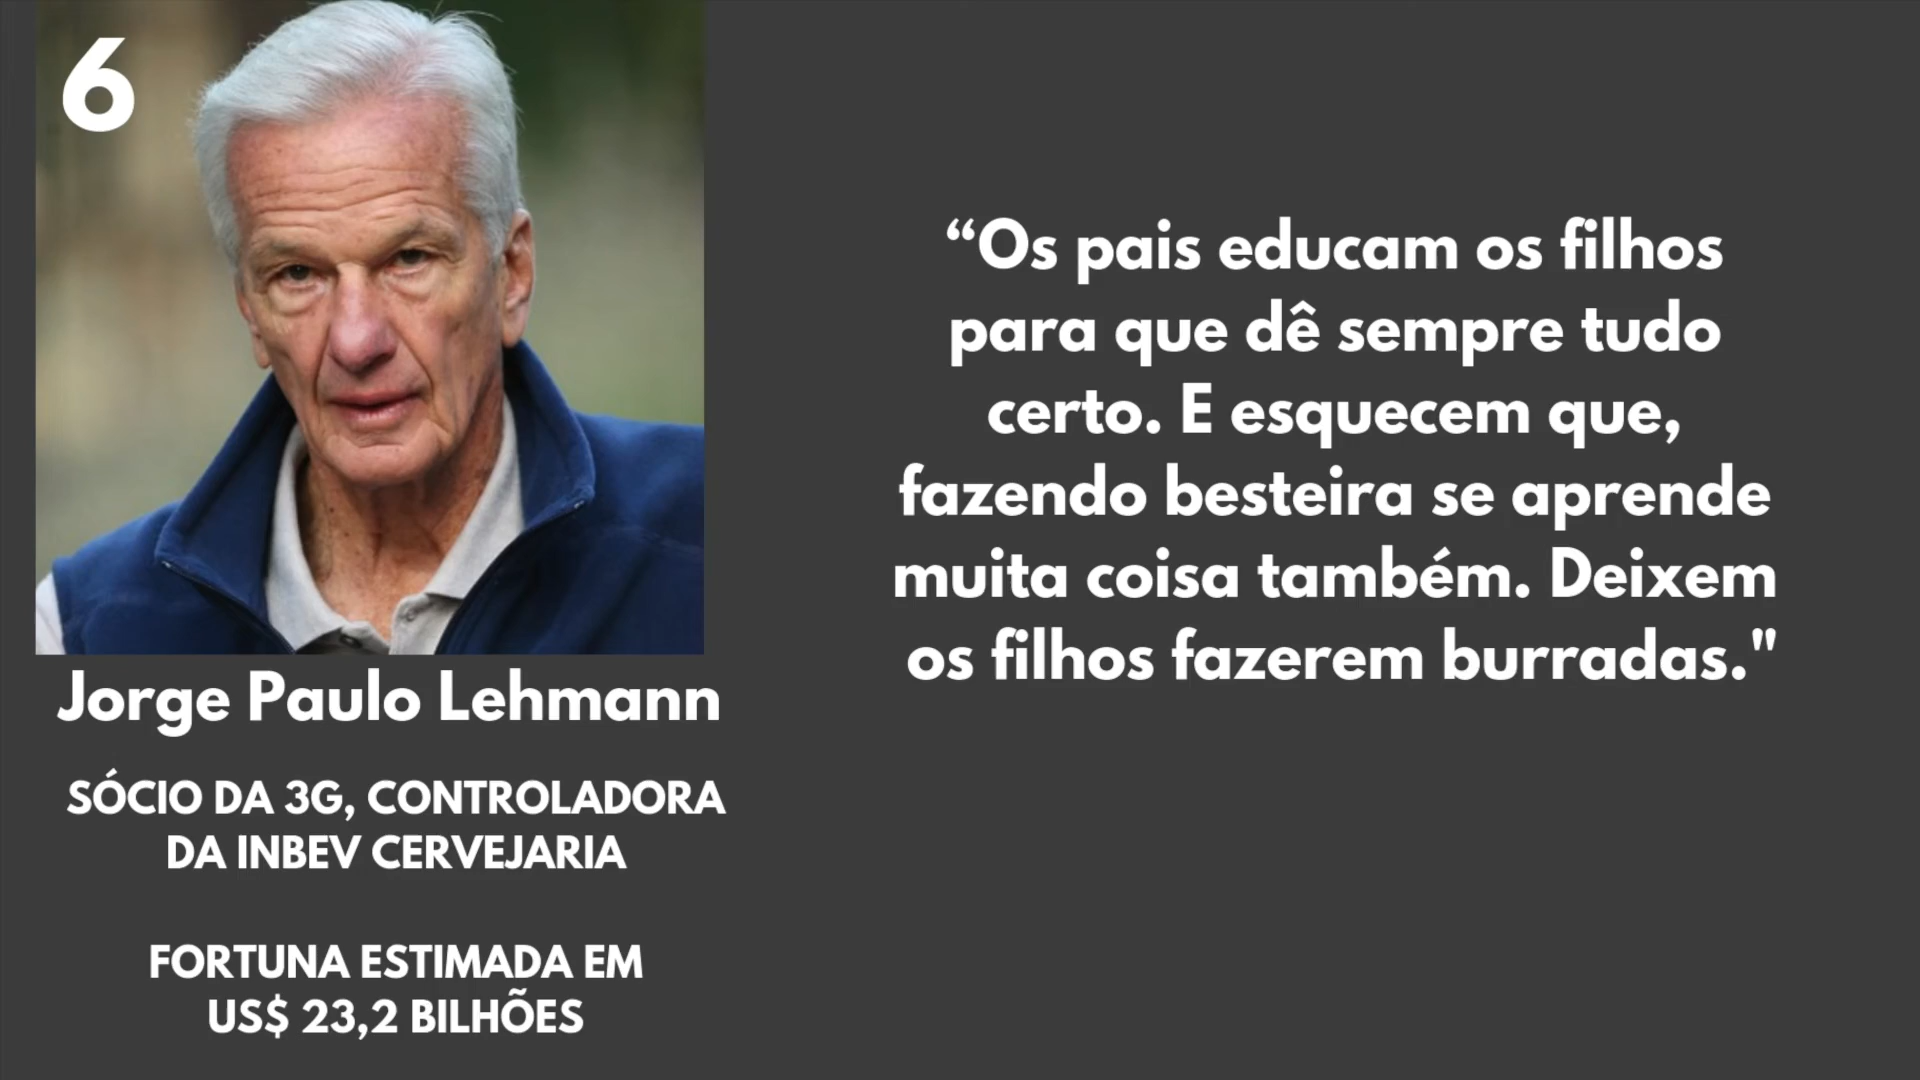 6
Jorge Paulo Lehmann
SÓCIO DA 3G, CONTROLADORA
DA INBEV CERVEJARIA
FORTUNA ESTIMADA EM
US$ 23,2 BILHÕES
“Os pais educam os filhos
para que dê sempre tudo
certo. E esquecem que,
fazendo besteira se aprende
muita coisa também. Deixem
os filhos fazerem burradas."